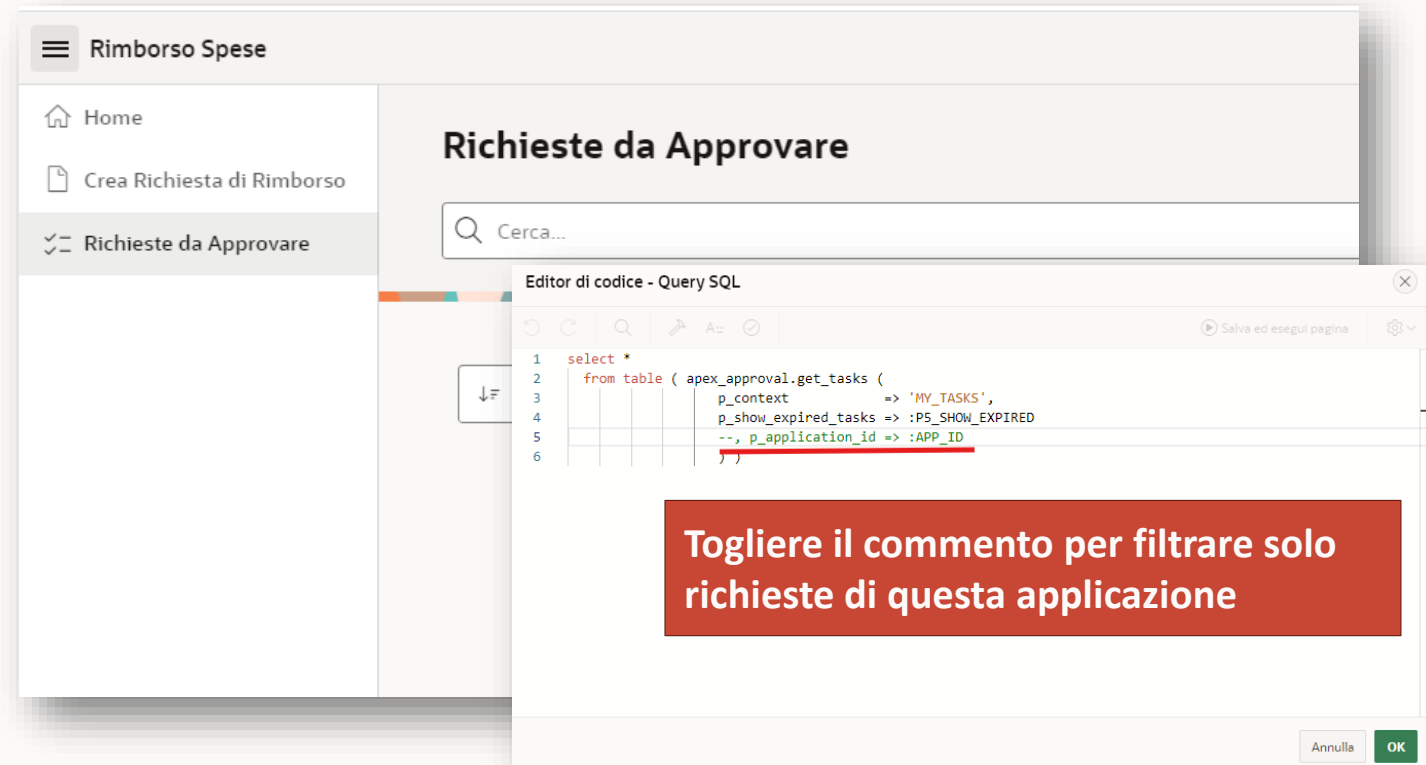 Rimborso Spese
Home
Crea Richiesta di Rimborso
Richieste da Approvare
Richieste da Approvare
Cerca...
Editor di codice - Query SQL
Salva ed esegui pagina
1 select *
2 from table ( apex_approval.get_tasks (
3 p_context => 'MY_TASKS',
4 p_show_expired_tasks => :P5_SHOW_EXPIRED
5 --, p_application_id => :APP_ID
6 ) )
Togliere il commento per filtrare solo
richieste di questa applicazione
Annulla
OK